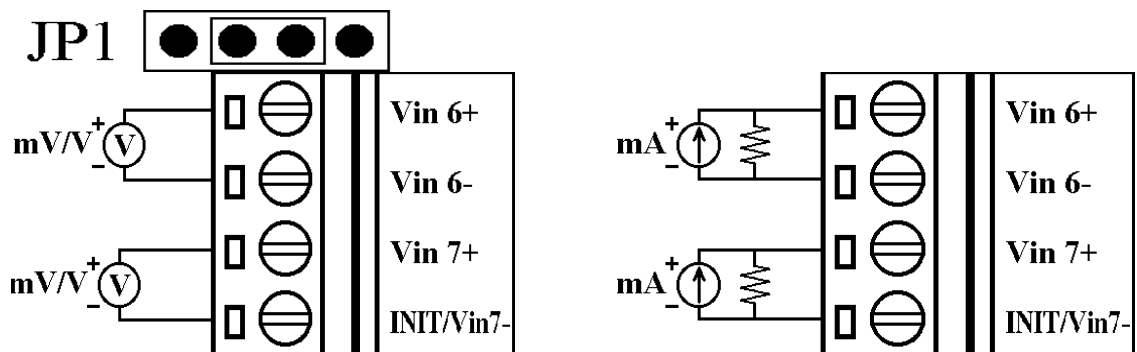 JP1
mV/V
+
V
−
Vin 6+
Vin 6-
mV/V
+
V
−
Vin 7+
INIT/Vin7-
mA
+
−
Vin 6+
Vin 6-
mA
+
−
Vin 7+
INIT/Vin7-